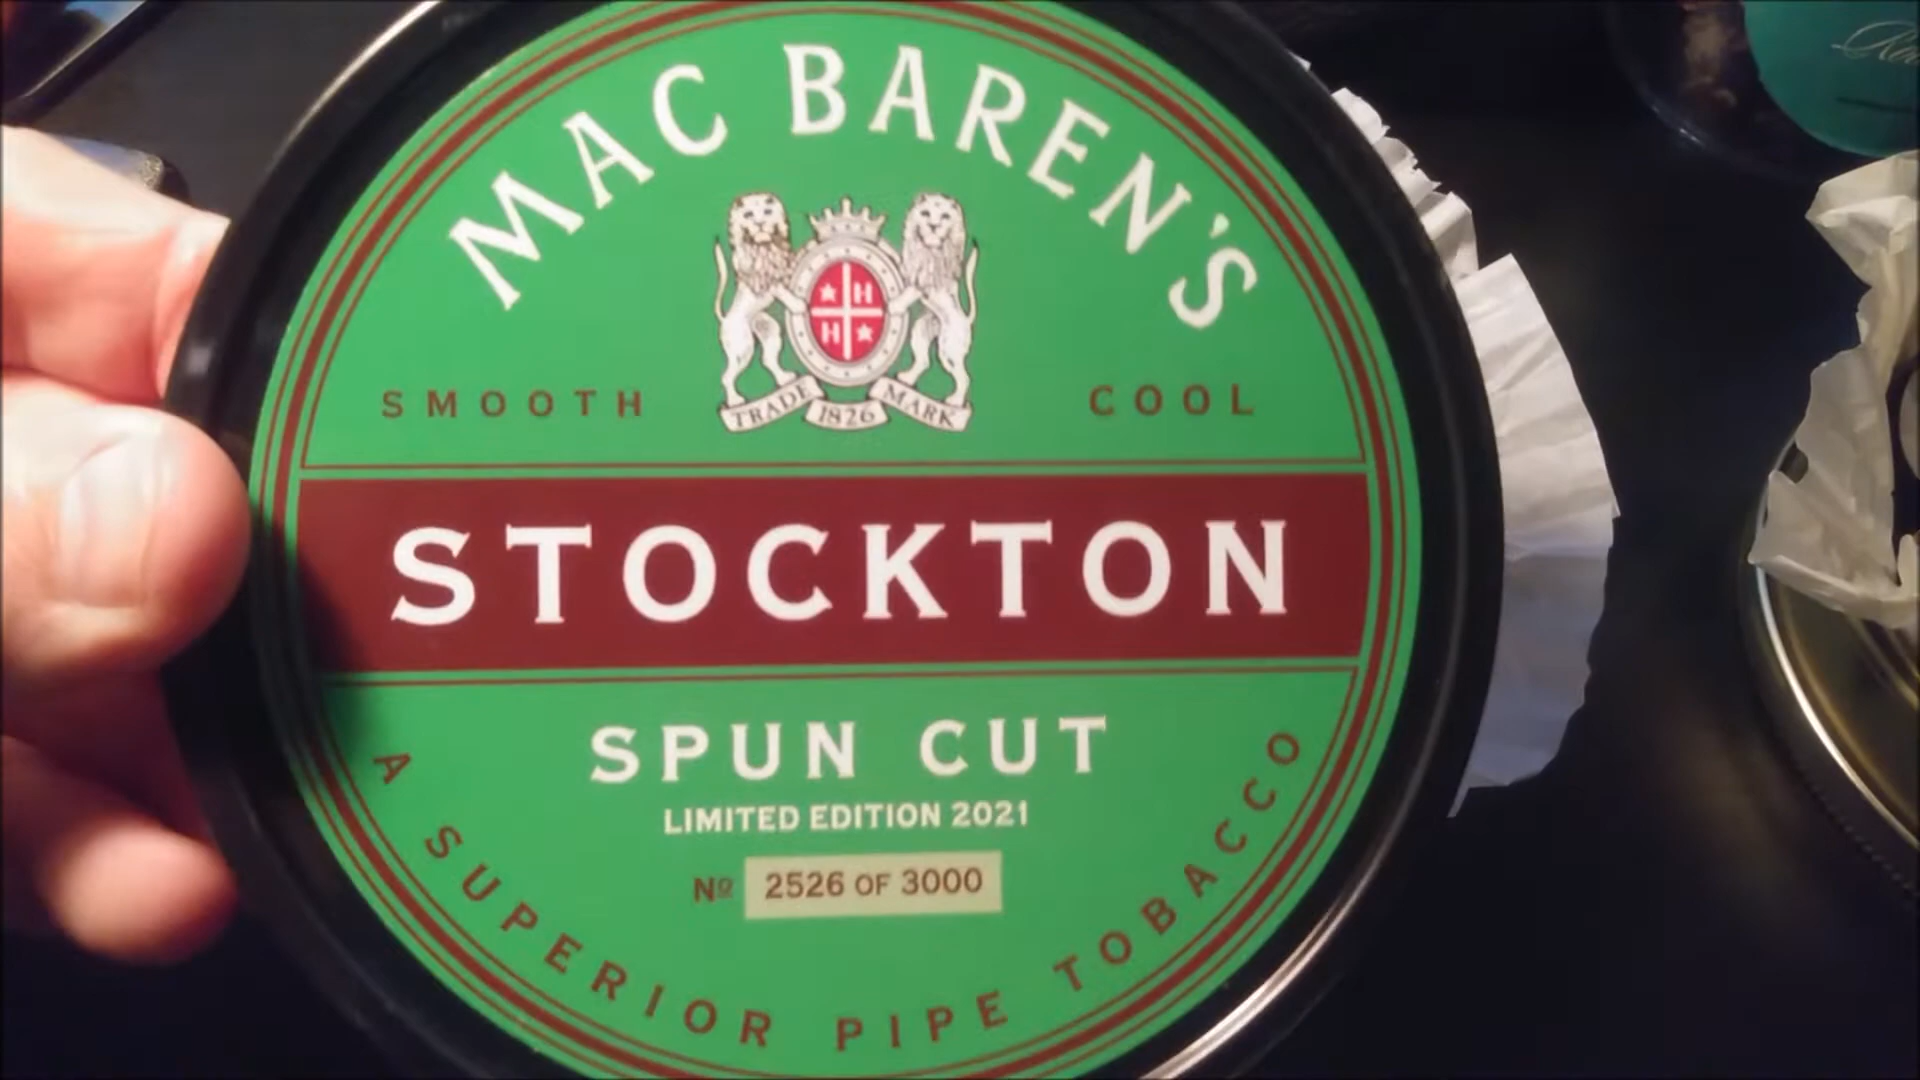 MAC BAREN'S
H
H
TRADE 1826 MARK
SMOOTH
COOL
STOCKTON
SPUN CUT
LIMITED EDITION 2021
Nº 2526 OF 3000
A SUPERIOR PIPE TOBACCO